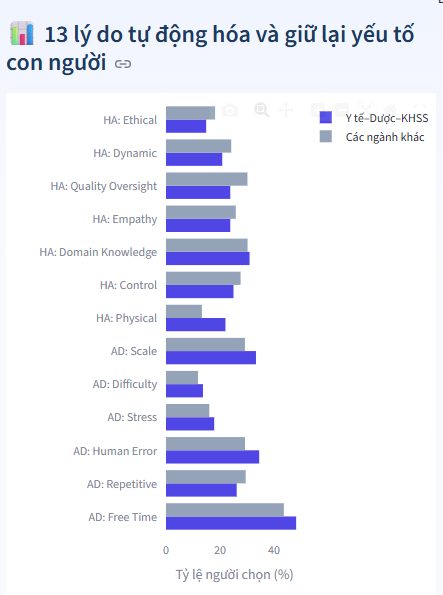 13 lý do tự động hóa và giữ lại yếu tố
con người
Y tế–Dược–KHSS
Các ngành khác
HA: Ethical
HA: Dynamic
HA: Quality Oversight
HA: Empathy
HA: Domain Knowledge
HA: Control
HA: Physical
AD: Scale
AD: Difficulty
AD: Stress
AD: Human Error
AD: Repetitive
AD: Free Time
0 20 40
Tỷ lệ người chọn (%)